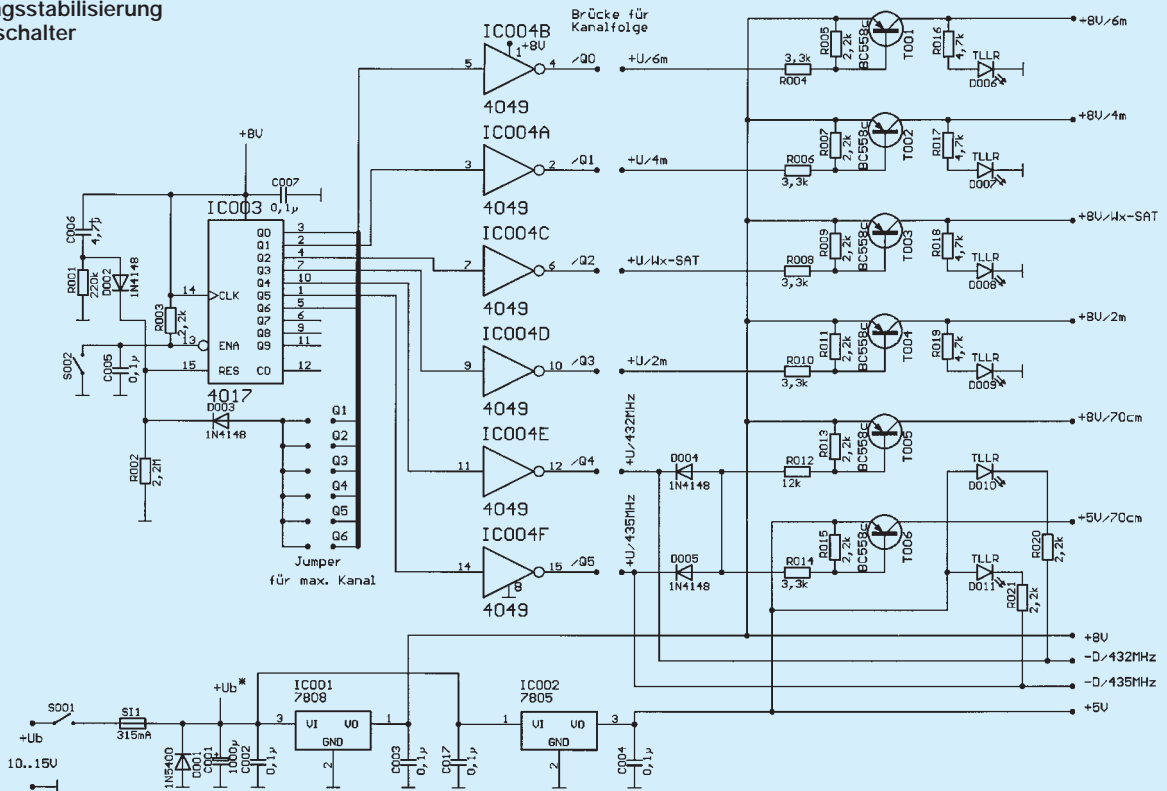 gsstabilisierung
schalter
Brücke für
Kanalfolge
IC004B
+8V
1
5
4
/Q0
+U/6m
4049
3,3k
R004
R005
2,2k
BC558c
T001
R016
4,7k
TLLR
D006
+8V/6m
IC004A
3
2
/Q1
+U/4m
4049
R006
3,3k
R007
2,2k
BC558c
T002
R017
4,7k
TLLR
D007
+8V/4m
IC004C
7
6
/Q2
+U/Wx-SAT
4049
R008
3,3k
R009
2,2k
BC558c
T003
R018
4,7k
TLLR
D008
+8V/Wx-SAT
IC004D
9
10
/Q3
+U/2m
4049
R010
3,3k
R011
2,2k
BC558c
T004
R019
4,7k
TLLR
D009
+8V/2m
IC004E
11
12
/Q4
+U/432MHz
4049
D004
1N4148
R012
12k
R013
2,2k
BC558c
T005
TLLR
D010
+8V/70cm
IC004F
14
15
8
/Q5
+U/435MHz
4049
D005
1N4148
R014
3,3k
R015
2,2k
BC558c
T006
TLLR
D011
R020
2,2k
R021
2,2k
+5V/70cm
+8V
C007
0,1µ
IC003
C006
4,7µ
R001
220k
D002
1N4148
R003
2,2k
S002
C005
0,1µ
14
CLK
13
ENA
15
RES
Q0
3
Q1
2
Q2
4
Q3
7
Q4
10
Q5
1
Q6
5
Q7
6
Q8
9
Q9
11
CO
12
4017
D003
1N4148
R002
2,2M
Q1
Q2
Q3
Q4
Q5
Q6
Jumper
für max. Kanal
+8V
-D/432MHz
-D/435MHz
+5V
S001
+Ub
10..15V
SI1
315mA
+Ub*
1N5400
D001
C001
1000µ
C002
0,1µ
IC001
7808
3
VI
VO
1
GND
2
C003
0,1µ
C017
0,1µ
IC002
7805
1
VI
VO
3
GND
2
C004
0,1µ